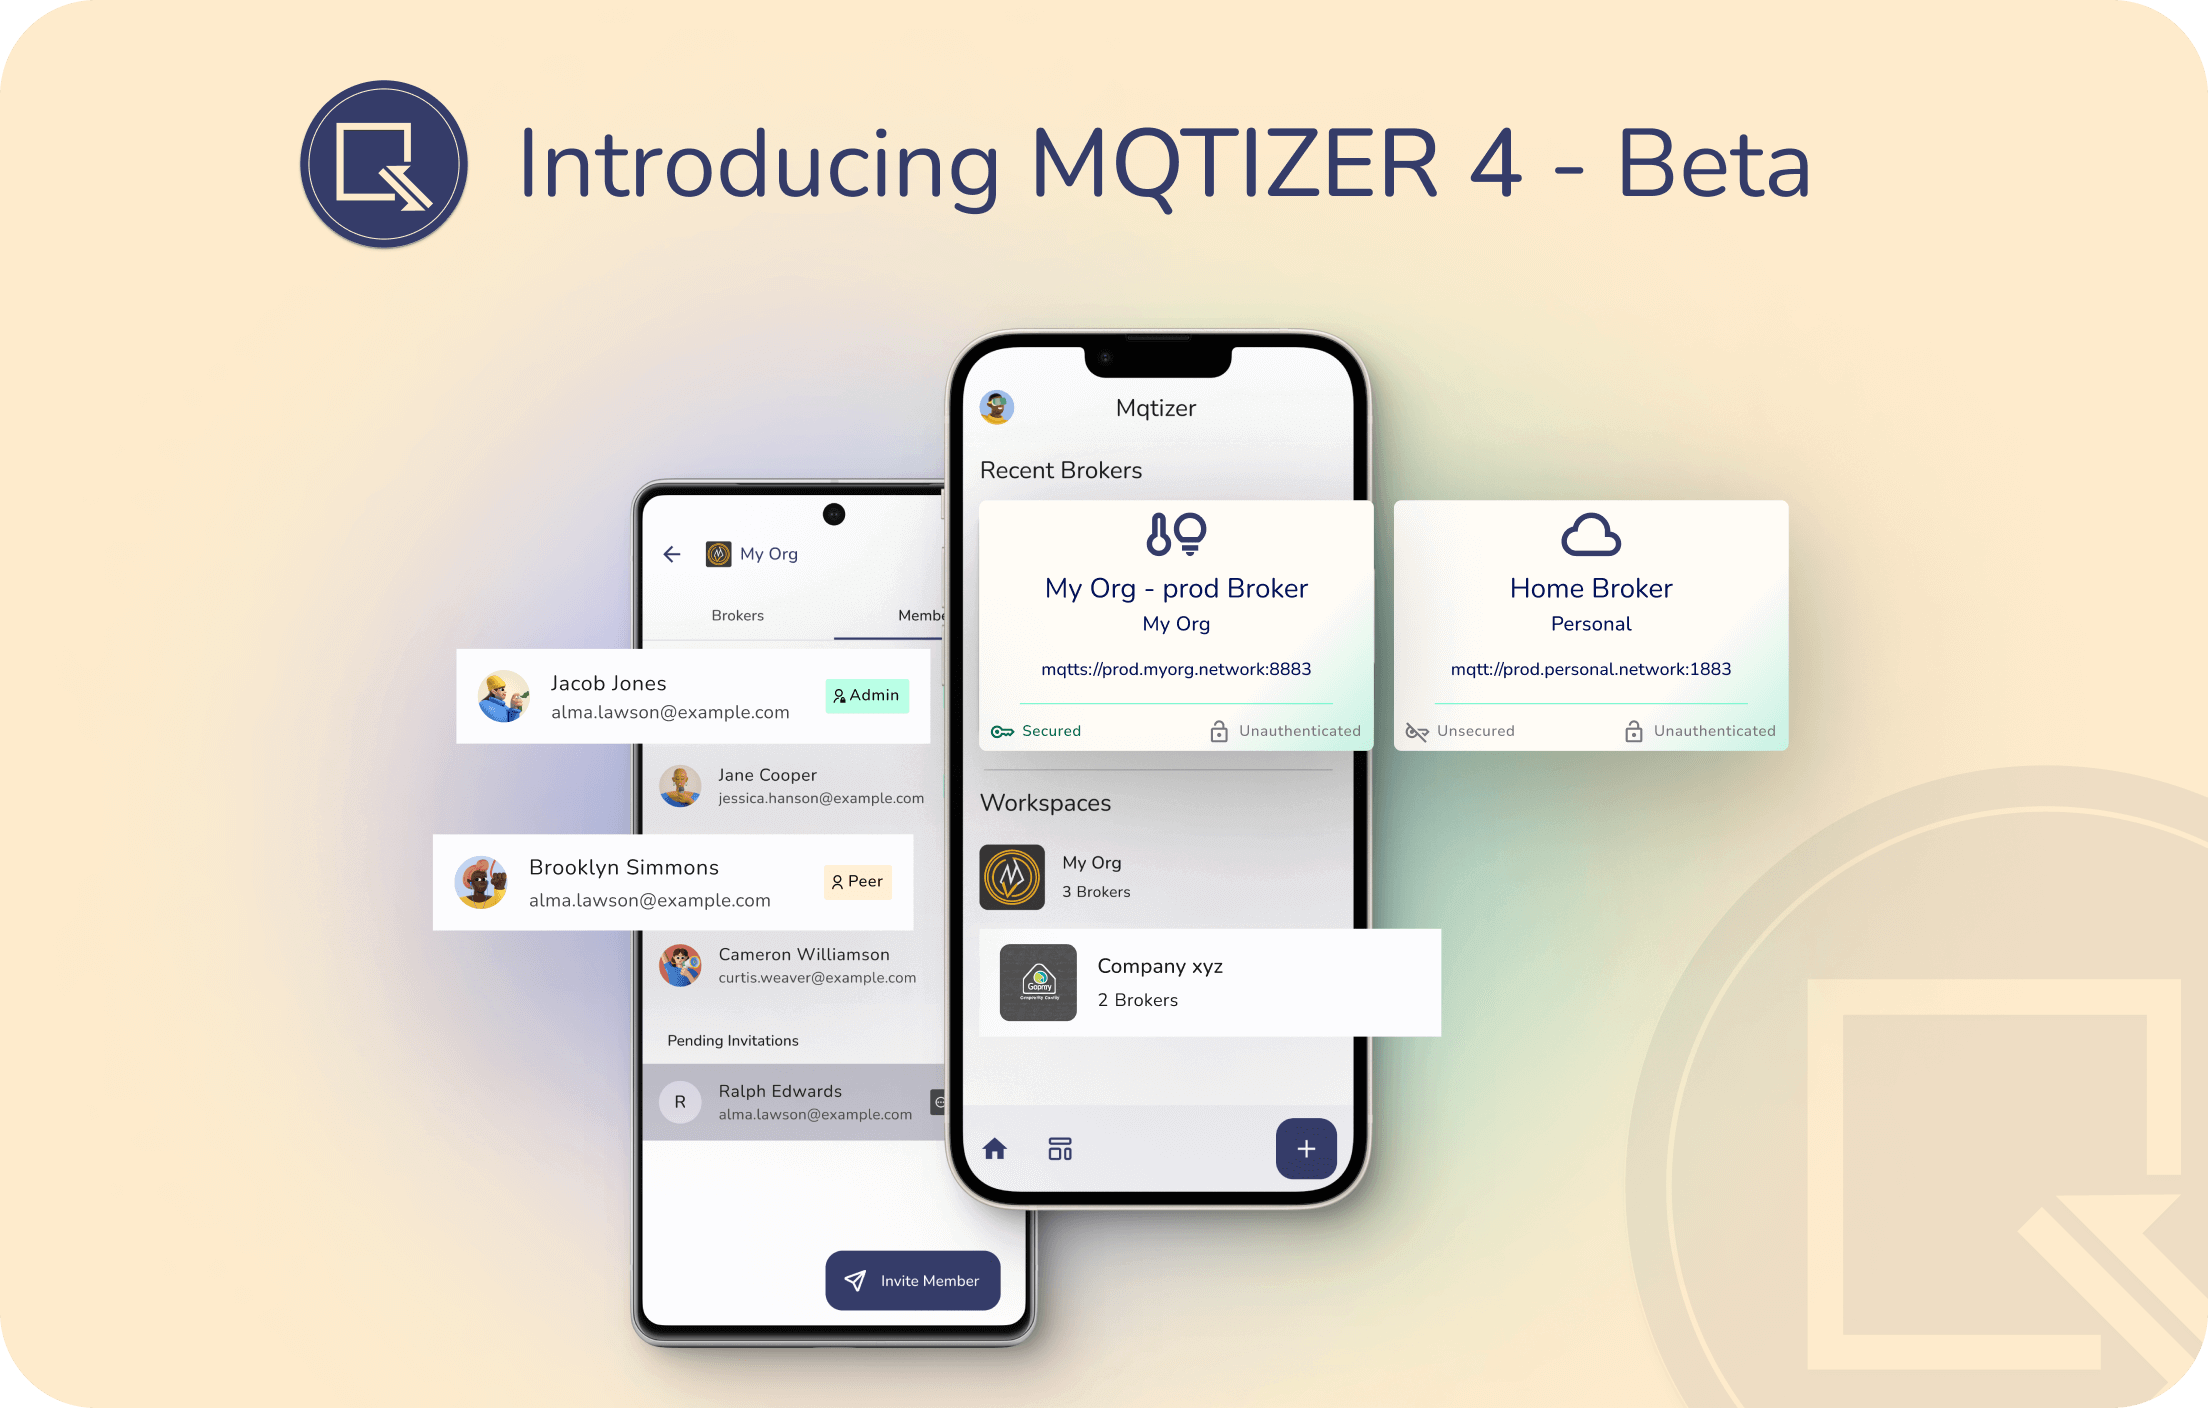 Introducing MQTIZER 4 - Beta
My Org
Brokers
Jacob Jones
alma.lawson@example.com
Admin
Jane Cooper
jessica.hanson@example.com
Brooklyn Simmons
alma.lawson@example.com
Peer
Cameron Williamson
curtis.weaver@example.com
Pending Invitations
R
Ralph Edwards
alma.lawson@example.com
Invite Member
Mqtizer
Recent Brokers
My Org - prod Broker
My Org
mqtts://prod.myorg.network:8883
Secured
Unauthenticated
Home Broker
Personal
mqtt://prod.personal.network:1883
Unsecured
Unauthenticated
Workspaces
My Org
3 Brokers
Company xyz
2 Brokers